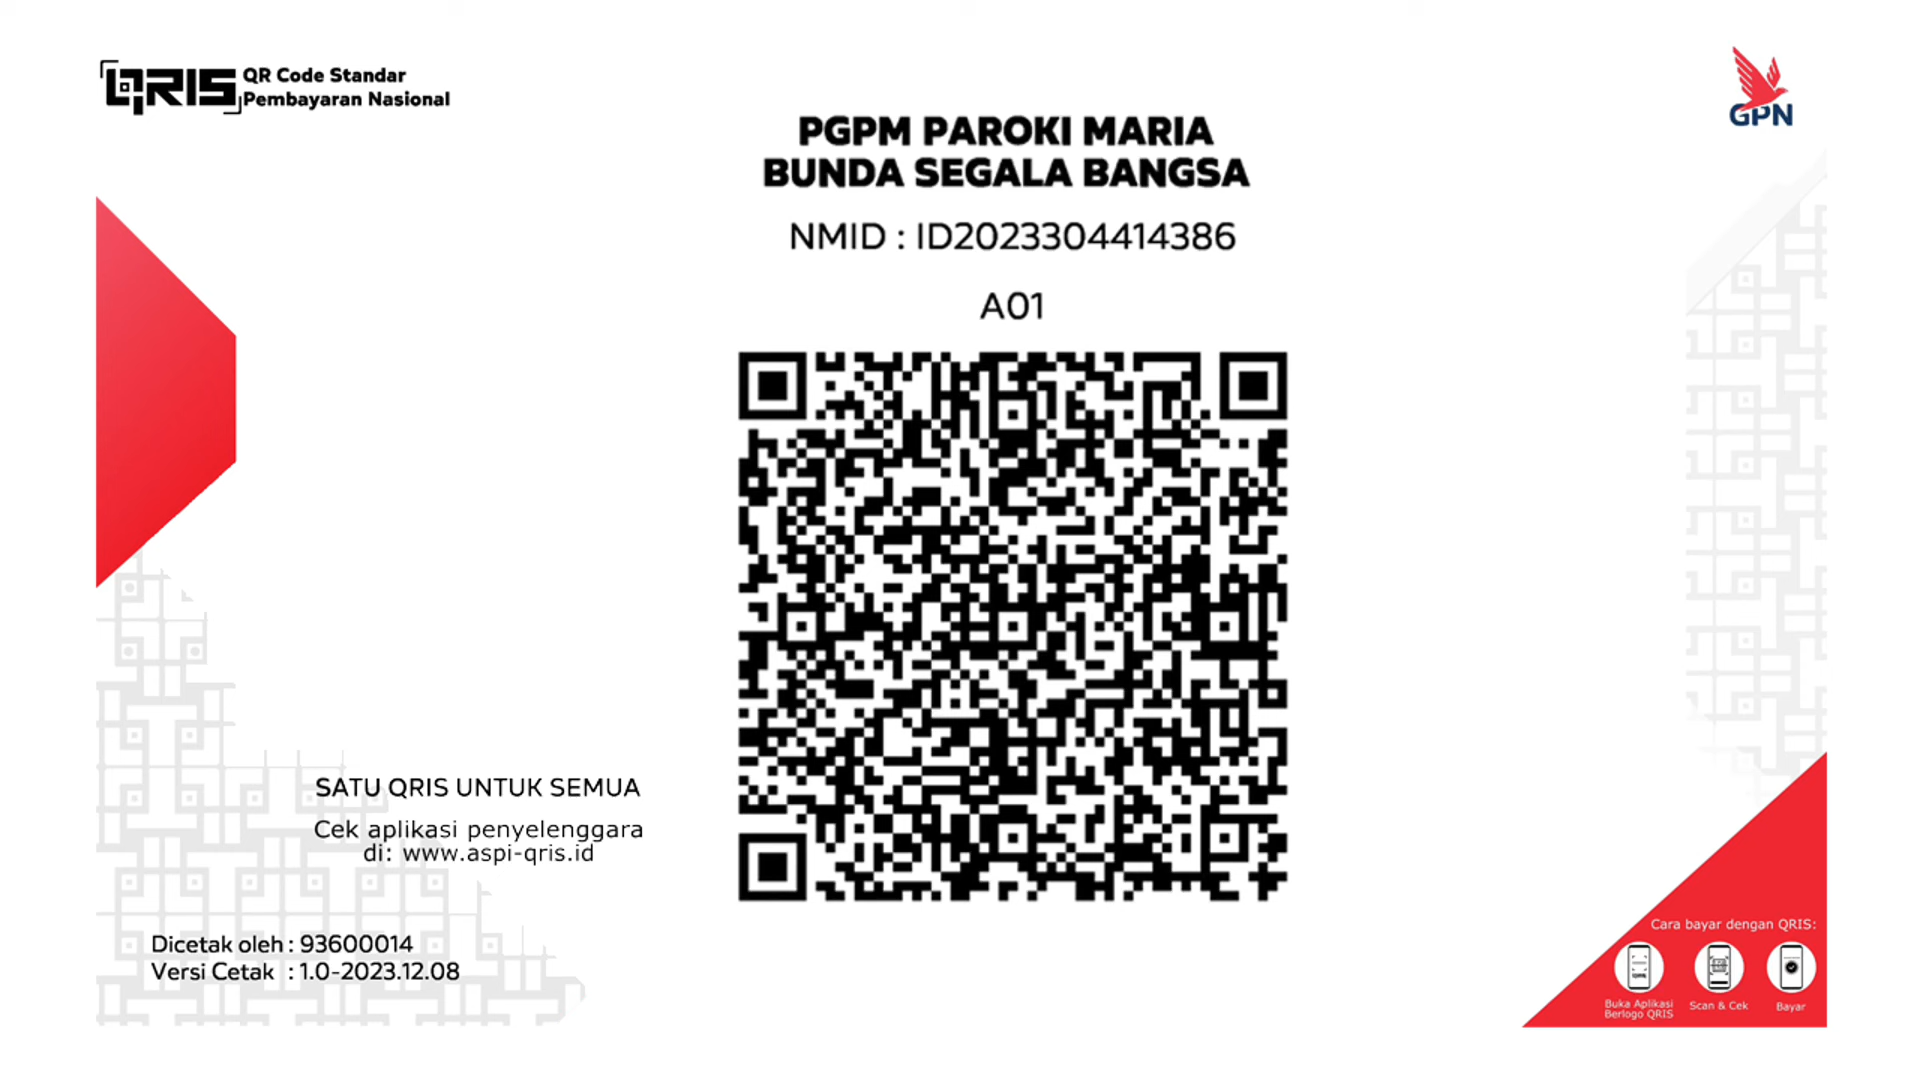 QRIS QR Code Standar
Pembayaran Nasional
GPN
PGPM PAROKI MARIA
BUNDA SEGALA BANGSA
NMID : ID2023304414386
A01
SATU QRIS UNTUK SEMUA
Cek aplikasi penyelenggara
di: www.aspi-qris.id
Dicetak oleh : 93600014
Versi Cetak : 1.0-2023.12.08
Cara bayar dengan QRIS:
Buka Aplikasi
Berlogo QRIS
Scan & Cek
Bayar